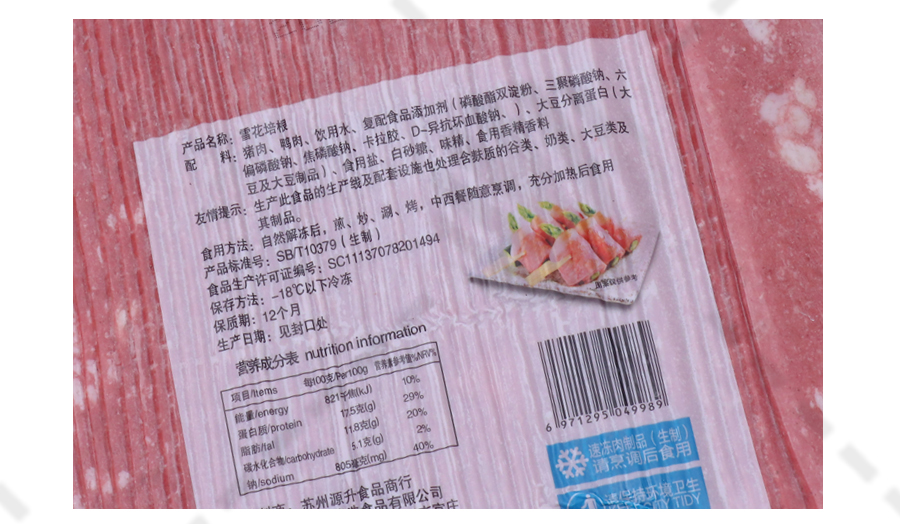 产品名称：雪花培根
配 料：猪肉、鸭肉、饮用水、复配食品添加剂（磷酸酯双淀粉、三聚磷酸钠、六
偏磷酸钠、焦磷酸钠、卡拉胶、D-异抗坏血酸钠、）、大豆分离蛋白（大
豆及大豆制品）、食用盐、白砂糖、味精、食用香精香料
友情提示：生产此食品的生产线及配套设施也处理含麸质的谷类、奶类、大豆类及
其制品。
食用方法：自然解冻后，煎、炒、涮、烤，中西餐随意烹调，充分加热后食用
产品标准号：SB/T10379（生制）
食品生产许可证编号：SC11137078201494
保存方法：-18℃以下冷冻
保质期：12个月
生产日期：见封口处
营养成分表 nutrition information
项目/Items 每100克/Per100g 营养素参考值%/NRV%
能量/energy 821千焦(kJ) 10%
蛋白质/protein 17.5克(g) 29%
脂肪/fat 11.8克(g) 20%
碳水化合物/carbohydrate 5.1克(g) 2%
钠/sodium 805毫克(mg) 40%
苏州源升食品商行
食品有限公司
6 971295 049989
速冻肉制品（生制）
请烹调后食用
请保持环境卫生
TIDY